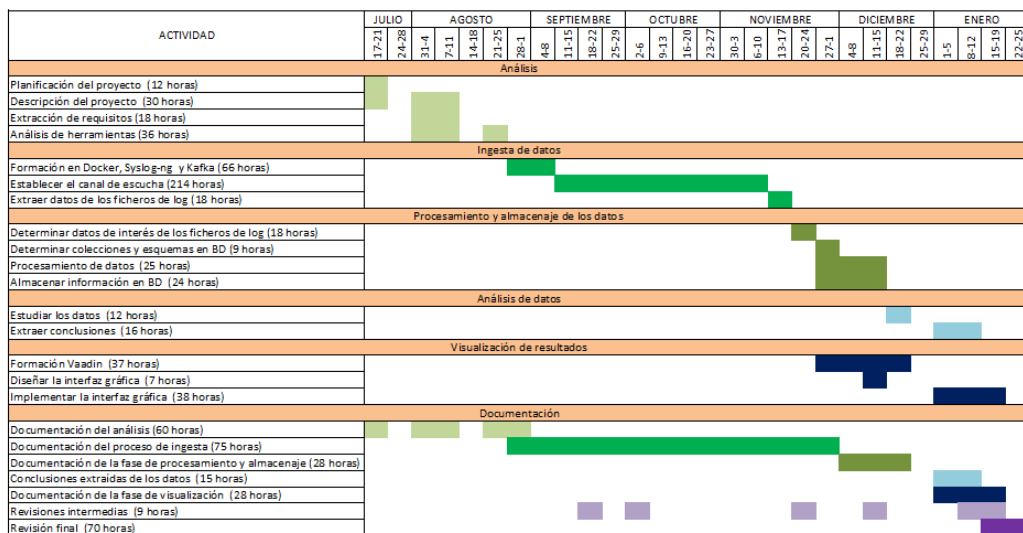 ACTIVIDAD
JULIO AGOSTO SEPTIEMBRE OCTUBRE NOVIEMBRE DICIEMBRE ENERO
17-21 24-28 31-4 7-11 14-18 21-25 28-1 4-8 11-15 18-22 25-29 2-6 9-13 16-20 23-27 30-3 6-10 13-17 20-24 27-1 4-8 11-15 18-22 25-29 1-5 8-12 15-19 22-25
Análisis
Planificación del proyecto (12 horas)
Descripción del proyecto (30 horas)
Extracción de requisitos (18 horas)
Análisis de herramientas (36 horas)
Ingesta de datos
Formación en Docker, Syslog-ng y Kafka (66 horas)
Establecer el canal de escucha (214 horas)
Extraer datos de los ficheros de log (18 horas)
Procesamiento y almacenaje de los datos
Determinar datos de interés de los ficheros de log (18 horas)
Determinar colecciones y esquemas en BD (9 horas)
Procesamiento de datos (25 horas)
Almacenar información en BD (24 horas)
Análisis de datos
Estudiar los datos (12 horas)
Extraer conclusiones (16 horas)
Visualización de resultados
Formación Vaadin (37 horas)
Diseñar la interfaz gráfica (7 horas)
Implementar la interfaz gráfica (38 horas)
Documentación
Documentación del análisis (60 horas)
Documentación del proceso de ingesta (75 horas)
Documentación de la fase de procesamiento y almacenaje (28 horas)
Conclusiones extraídas de los datos (15 horas)
Documentación de la fase de visualización (28 horas)
Revisiones intermedias (9 horas)
Revisión final (70 horas)